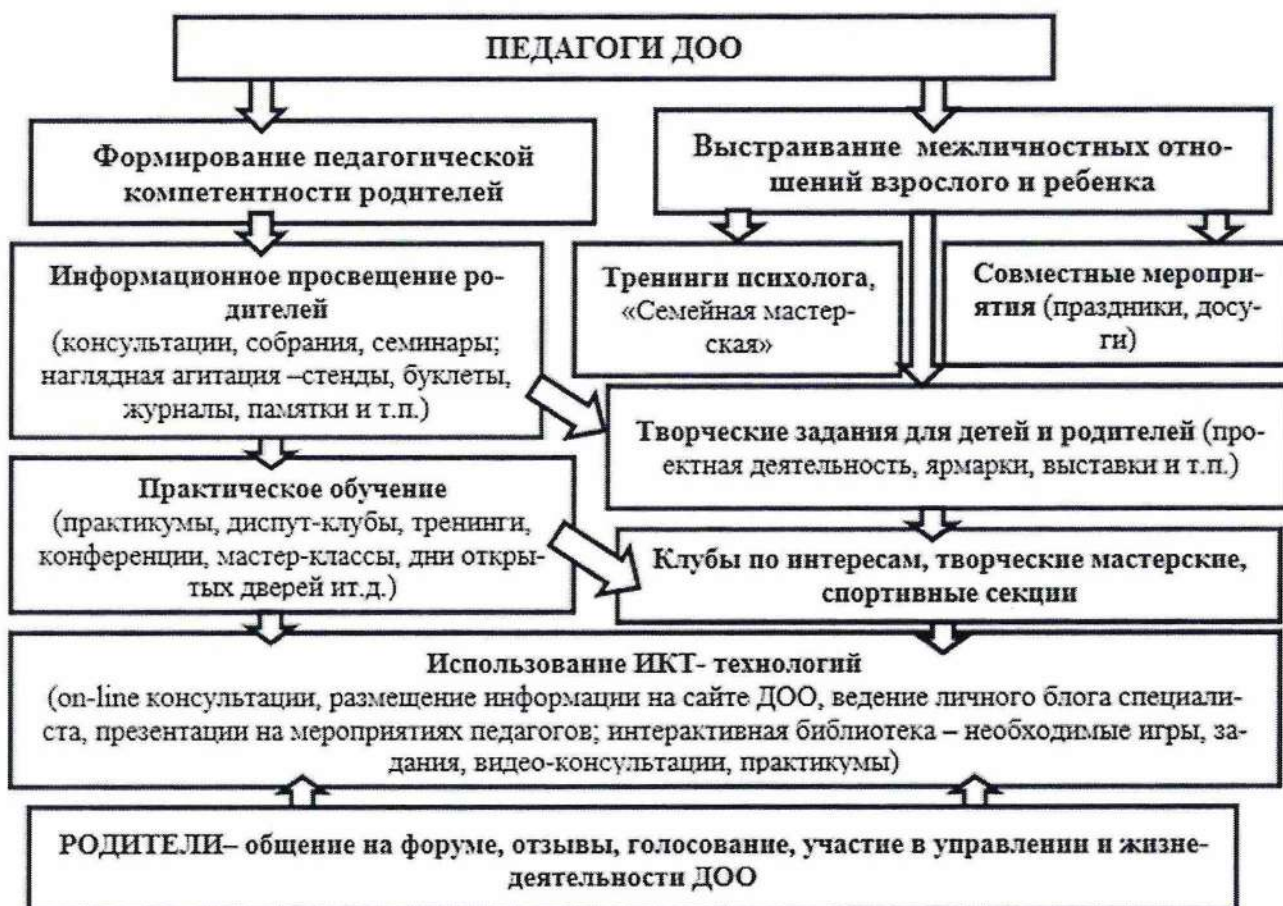 ПЕДАГОГИ ДОО
Формирование педагогической
компетентности родителей
Выстраивание межличностных отно-
шений взрослого и ребенка
Информационное просвещение ро-
дителей
(консультации, собрания, семинары;
наглядная агитация –стенды, буклеты,
журналы, памятки и т.п.)
Тренинги психолога,
«Семейная мастер-
ская»
Совместные меропри-
ятия (праздники, досу-
ги)
Творческие задания для детей и родителей (про-
ектная деятельность, ярмарки, выставки и т.п.)
Практическое обучение
(практикумы, диспут-клубы, тренинги,
конференции, мастер-классы, дни откры-
тых дверей ит.д.)
Клубы по интересам, творческие мастерские,
спортивные секции
Использование ИКТ- технологий
(on-line консультации, размещение информации на сайте ДОО, ведение личного блога специали-
ста, презентации на мероприятиях педагогов; интерактивная библиотека – необходимые игры, за-
дания, видео-консультации, практикумы)
РОДИТЕЛИ– общение на форуме, отзывы, голосование, участие в управлении и жизне-
деятельности ДОО